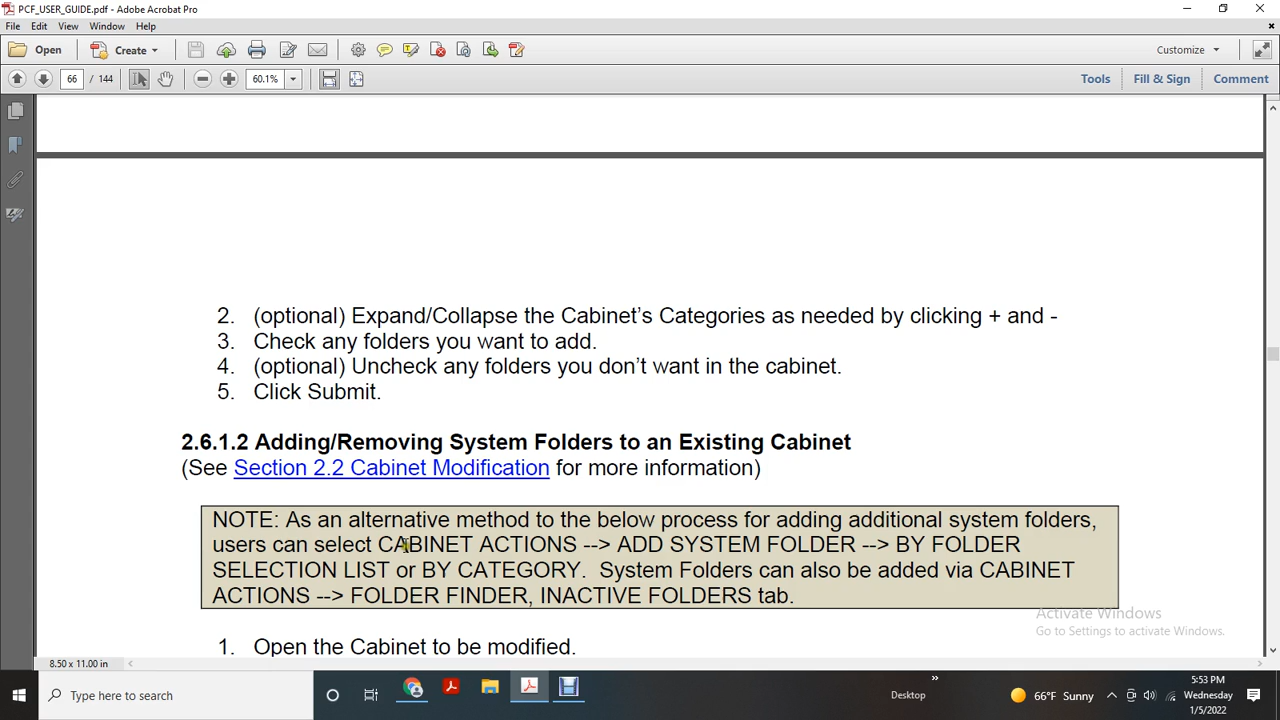 PCF_USER_GUIDE.pdf - Adobe Acrobat Pro
File Edit View Window Help
Open Create Customize
66 / 144 60.1% Tools Fill & Sign Comment
2. (optional) Expand/Collapse the Cabinet’s Categories as needed by clicking + and -
3. Check any folders you want to add.
4. (optional) Uncheck any folders you don’t want in the cabinet.
5. Click Submit.
2.6.1.2 Adding/Removing System Folders to an Existing Cabinet
(See Section 2.2 Cabinet Modification for more information)
NOTE: As an alternative method to the below process for adding additional system folders,
users can select CABINET ACTIONS --> ADD SYSTEM FOLDER --> BY FOLDER
SELECTION LIST or BY CATEGORY. System Folders can also be added via CABINET
ACTIONS --> FOLDER FINDER, INACTIVE FOLDERS tab.
Activate Windows
Go to Settings to activate Windows.
1. Open the Cabinet to be modified.
8.50 x 11.00 in
Type here to search
Desktop
66°F Sunny
5:53 PM
Wednesday
1/5/2022